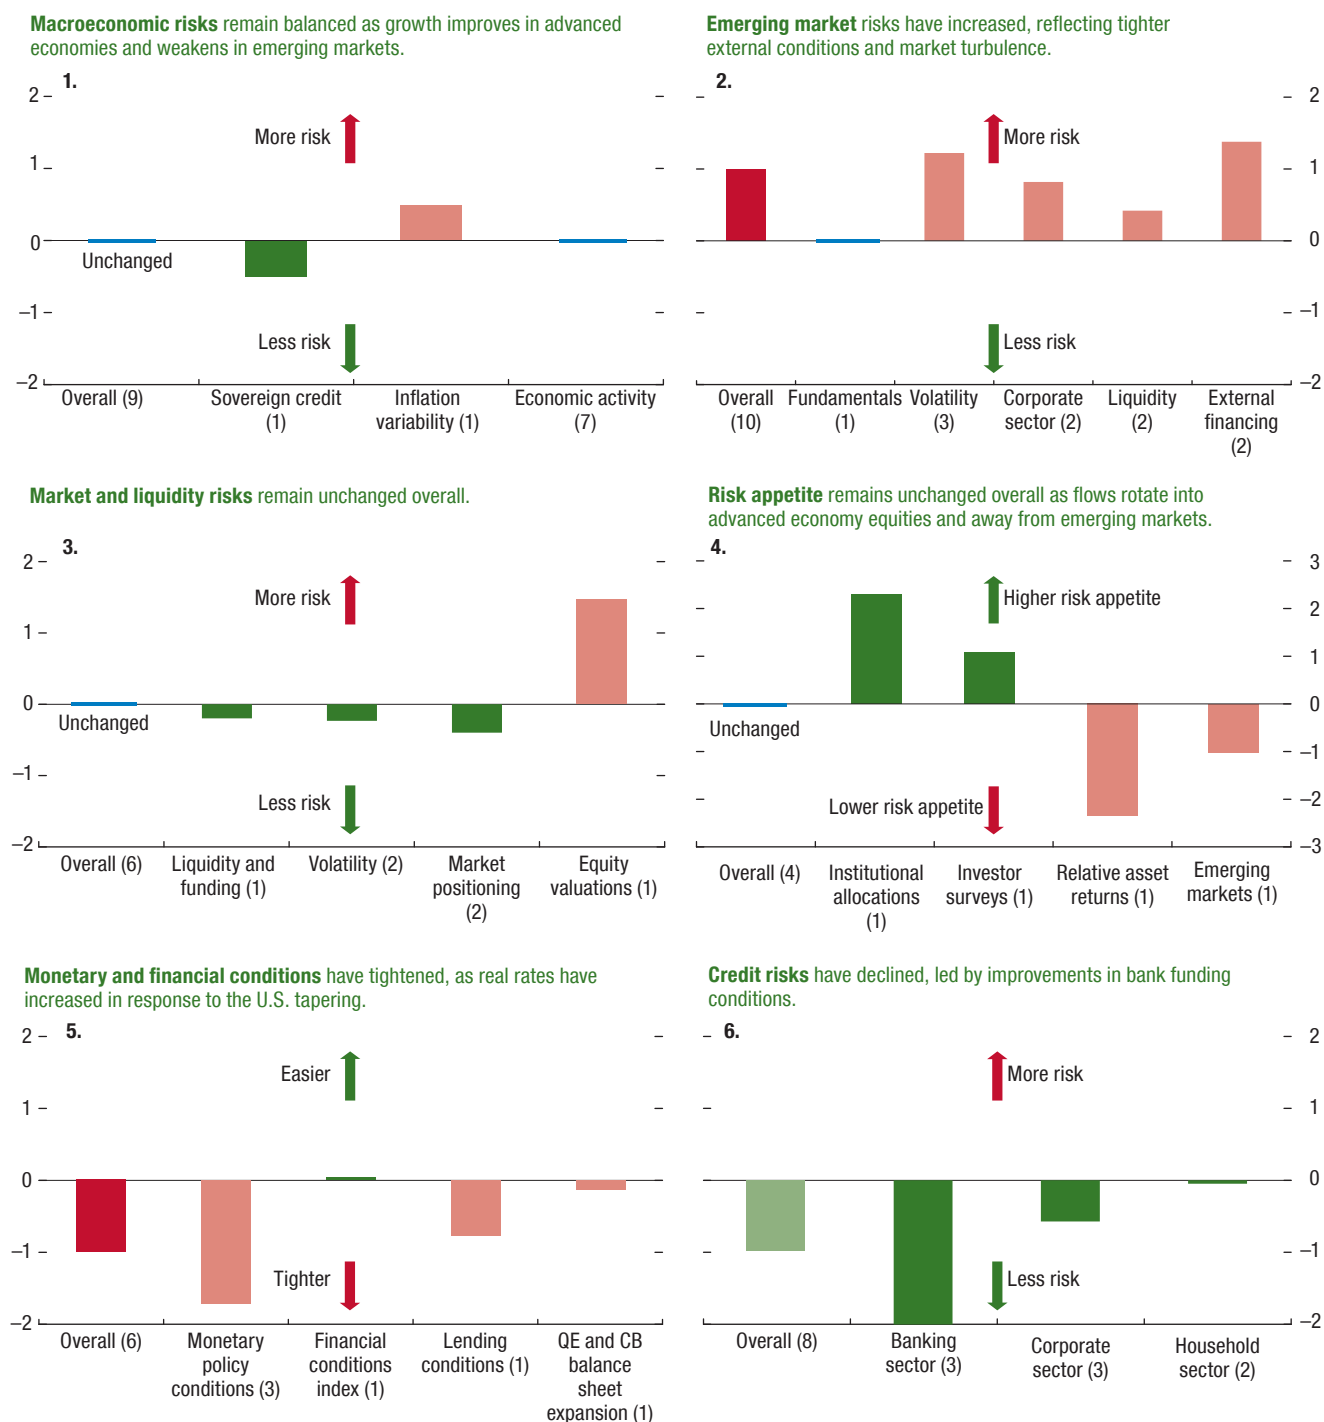 Macroeconomic risks remain balanced as growth improves in advanced
economies and weakens in emerging markets.
1.
2
1
0
–1
–2
More risk
Unchanged
Less risk
Overall (9)
Sovereign credit
(1)
Inflation
variability (1)
Economic activity
(7)
Emerging market risks have increased, reflecting tighter
external conditions and market turbulence.
2.
2
1
0
–1
–2
More risk
Less risk
Overall
(10)
Fundamentals
(1)
Volatility
(3)
Corporate
sector (2)
Liquidity
(2)
External
financing
(2)
Market and liquidity risks remain unchanged overall.
3.
2
1
0
–1
–2
More risk
Unchanged
Less risk
Overall (6)
Liquidity and
funding (1)
Volatility (2)
Market
positioning
(2)
Equity
valuations (1)
Risk appetite remains unchanged overall as flows rotate into
advanced economy equities and away from emerging markets.
4.
3
2
1
0
–1
–2
–3
Higher risk appetite
Unchanged
Lower risk appetite
Overall (4)
Institutional
allocations
(1)
Investor
surveys (1)
Relative asset
returns (1)
Emerging
markets (1)
Monetary and financial conditions have tightened, as real rates have
increased in response to the U.S. tapering.
5.
2
1
0
–1
–2
Easier
Tighter
Overall (6)
Monetary
policy
conditions (3)
Financial
conditions
index (1)
Lending
conditions (1)
QE and CB
balance
sheet
expansion (1)
Credit risks have declined, led by improvements in bank funding
conditions.
6.
2
1
0
–1
–2
More risk
Less risk
Overall (8)
Banking
sector (3)
Corporate
sector (3)
Household
sector (2)